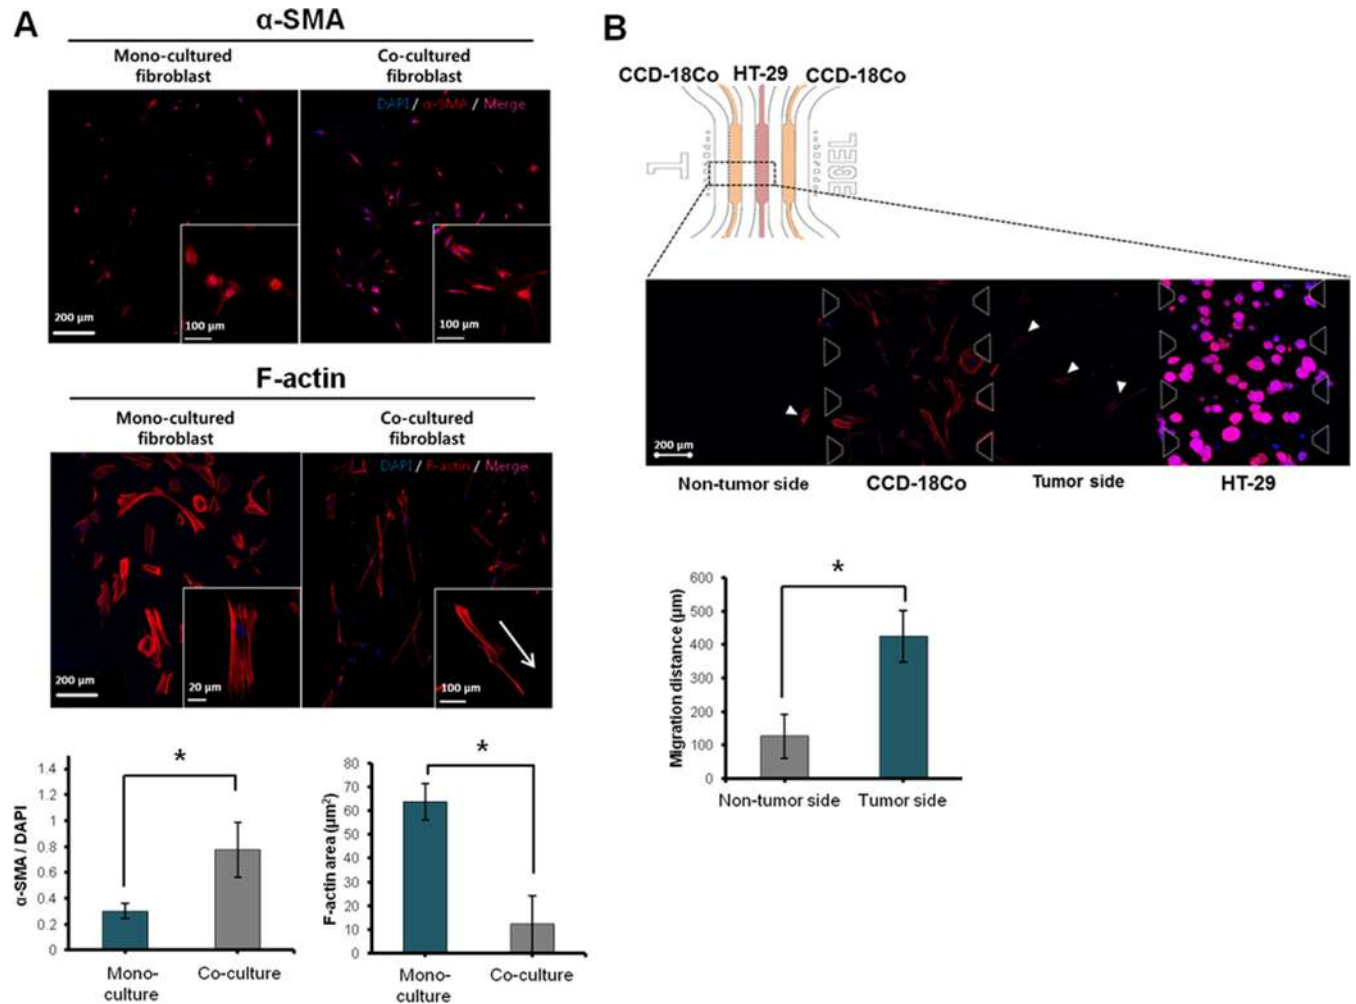 A
α-SMA
Mono-cultured
fibroblast
Co-cultured
fibroblast
DAPI / α-SMA / Merge
200 µm
100 µm
100 µm
F-actin
Mono-cultured
fibroblast
Co-cultured
fibroblast
DAPI / F-actin / Merge
200 µm
20 µm
100 µm
α-SMA / DAPI
1.4
1.2
1
0.8
0.6
0.4
0.2
0
*
Mono-
culture
Co-culture
F-actin area (µm²)
80
70
60
50
40
30
20
10
0
*
Mono-
culture
Co-culture
B
CCD-18Co HT-29 CCD-18Co
1
200 µm
Non-tumor side
CCD-18Co
Tumor side
HT-29
Migration distance (µm)
600
500
400
300
200
100
0
*
Non-tumor side
Tumor side